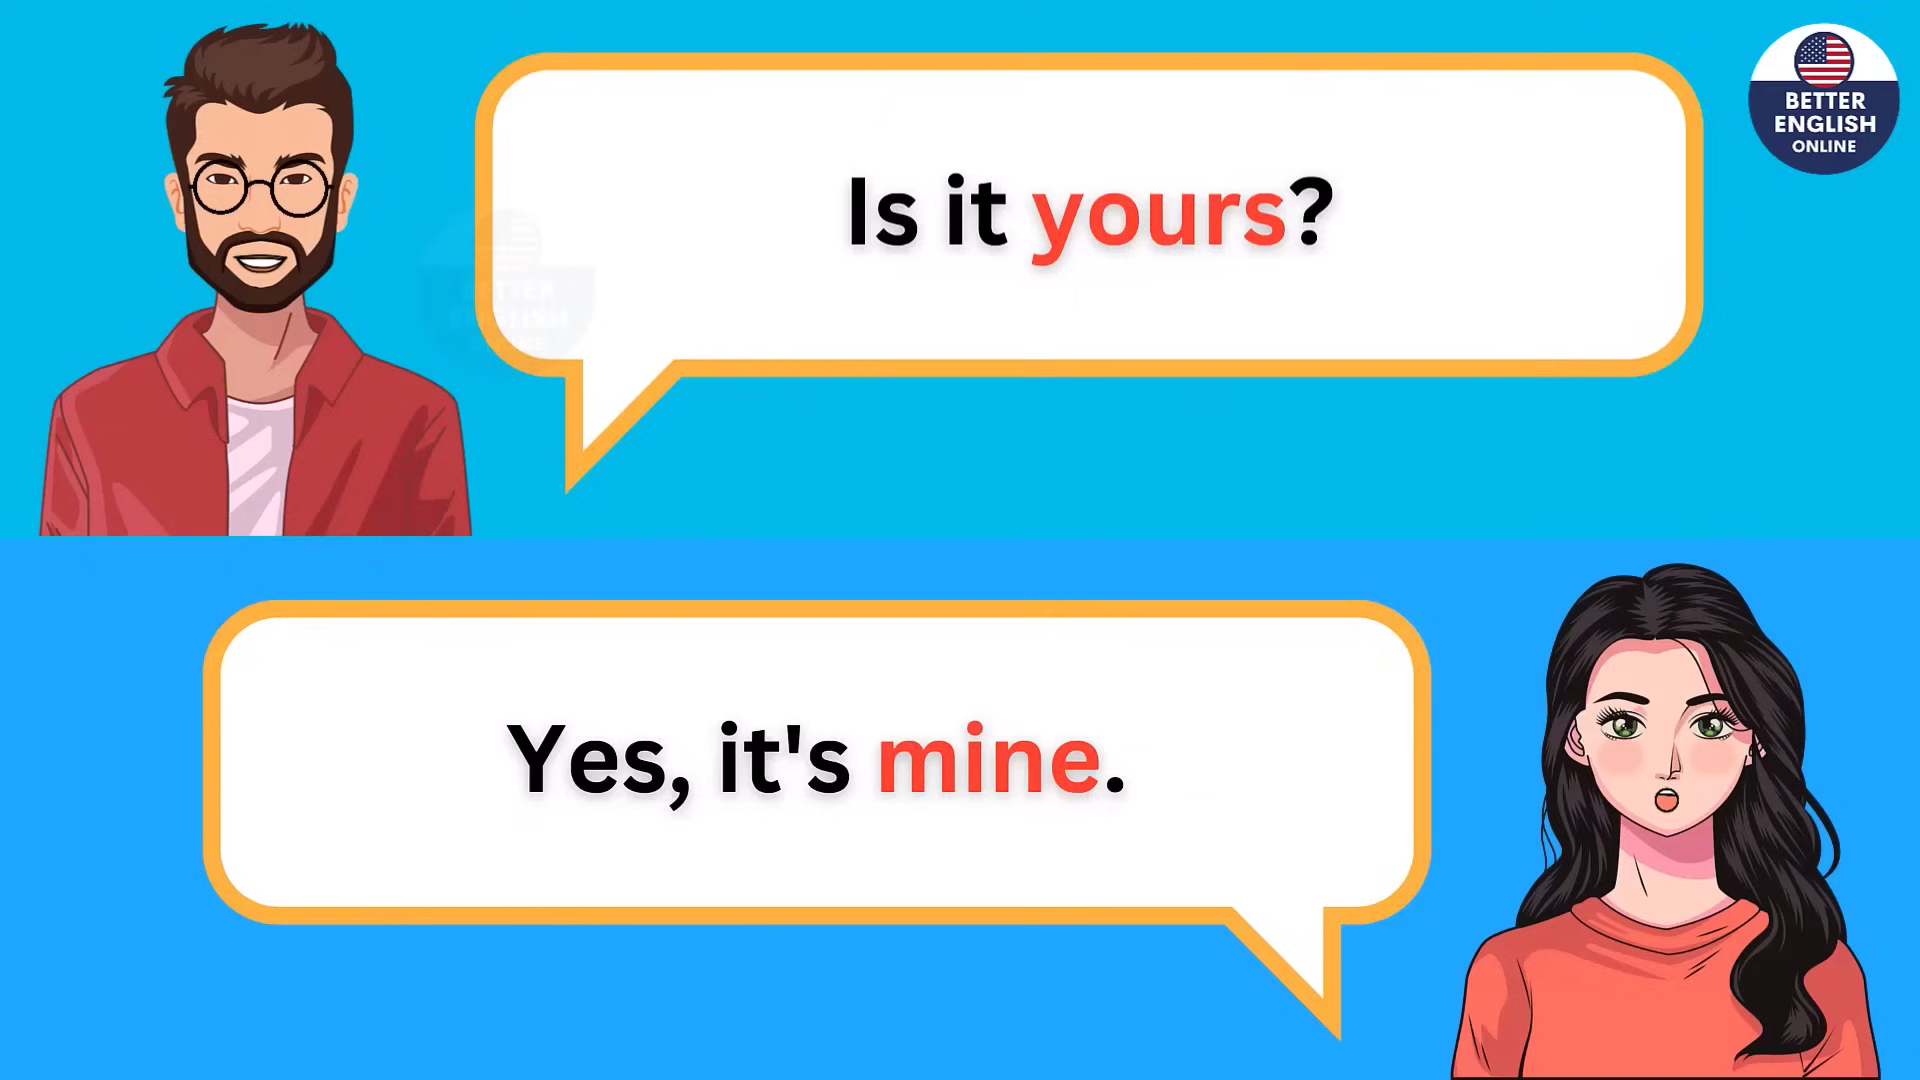 Is it yours?
BETTER
ENGLISH
ONLINE
Yes, it's mine.